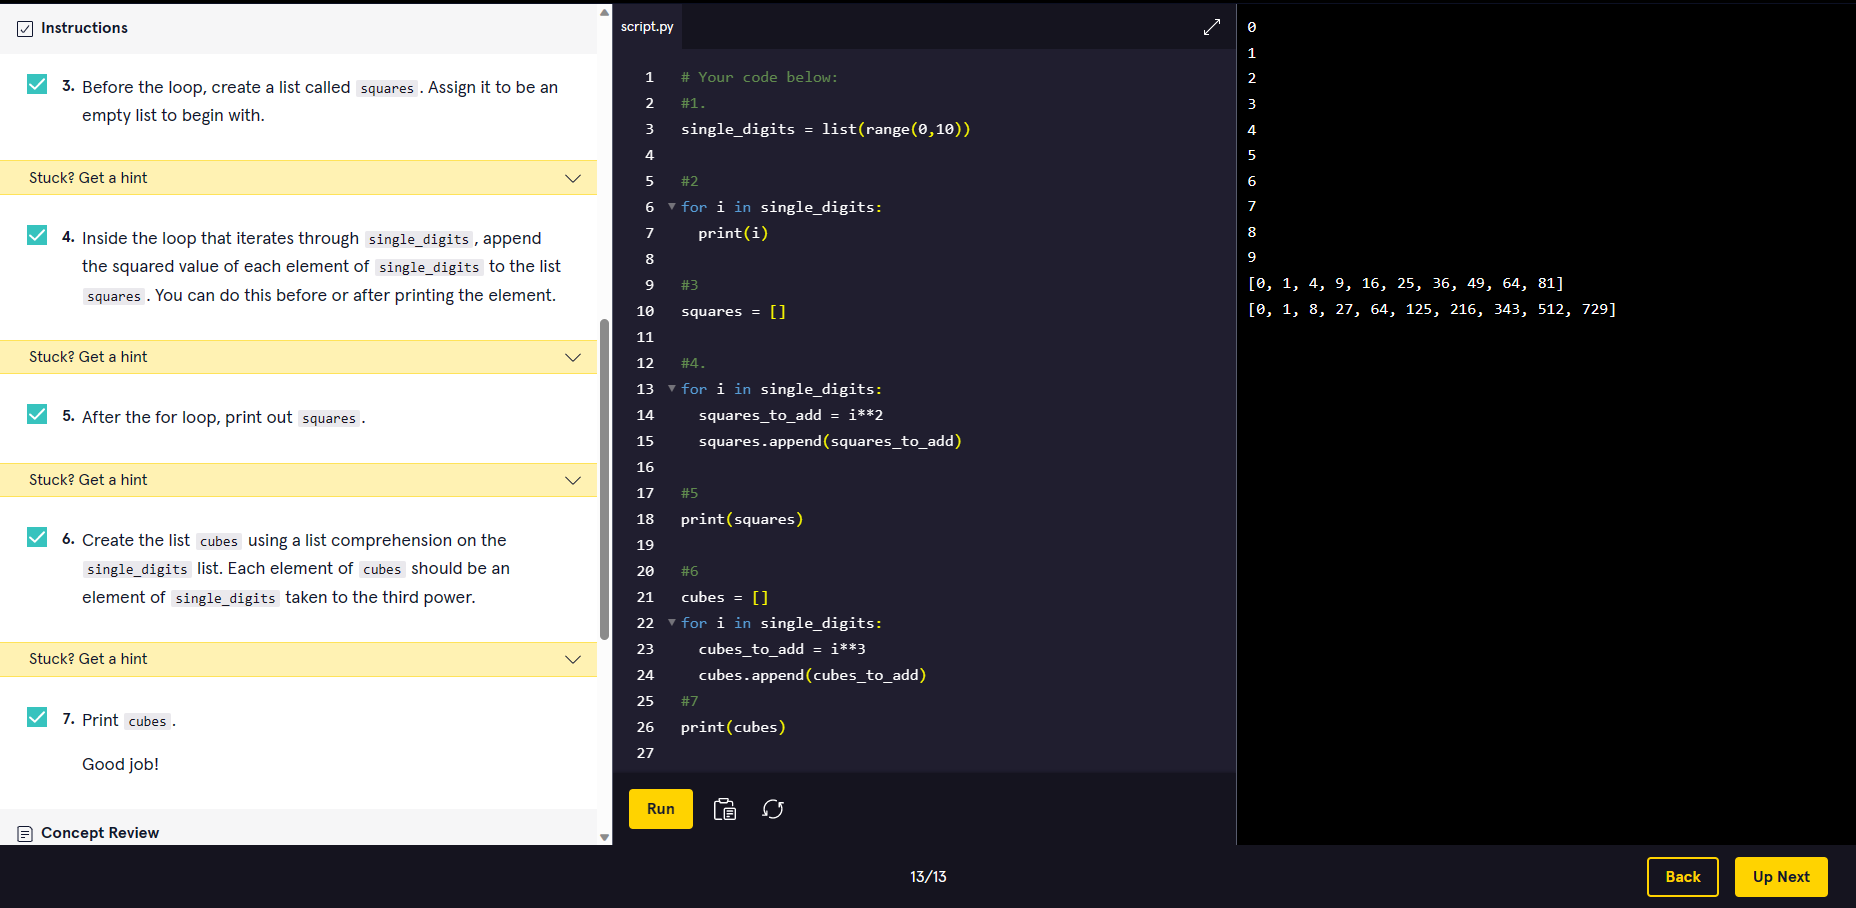 Instructions
3. Before the loop, create a list called squares. Assign it to be an
empty list to begin with.
Stuck? Get a hint
4. Inside the loop that iterates through single_digits, append
the squared value of each element of single_digits to the list
squares. You can do this before or after printing the element.
Stuck? Get a hint
5. After the for loop, print out squares.
Stuck? Get a hint
6. Create the list cubes using a list comprehension on the
single_digits list. Each element of cubes should be an
element of single_digits taken to the third power.
Stuck? Get a hint
7. Print cubes.
Good job!
Concept Review
script.py
1 # Your code below:
2 #1.
3 single_digits = list(range(0,10))
4
5 #2
6 for i in single_digits:
7   print(i)
8
9 #3
10 squares = []
11
12 #4.
13 for i in single_digits:
14   squares_to_add = i**2
15   squares.append(squares_to_add)
16
17 #5
18 print(squares)
19
20 #6
21 cubes = []
22 for i in single_digits:
23   cubes_to_add = i**3
24   cubes.append(cubes_to_add)
25 #7
26 print(cubes)
27
Run
0
1
2
3
4
5
6
7
8
9
[0, 1, 4, 9, 16, 25, 36, 49, 64, 81]
[0, 1, 8, 27, 64, 125, 216, 343, 512, 729]
13/13
Back
Up Next